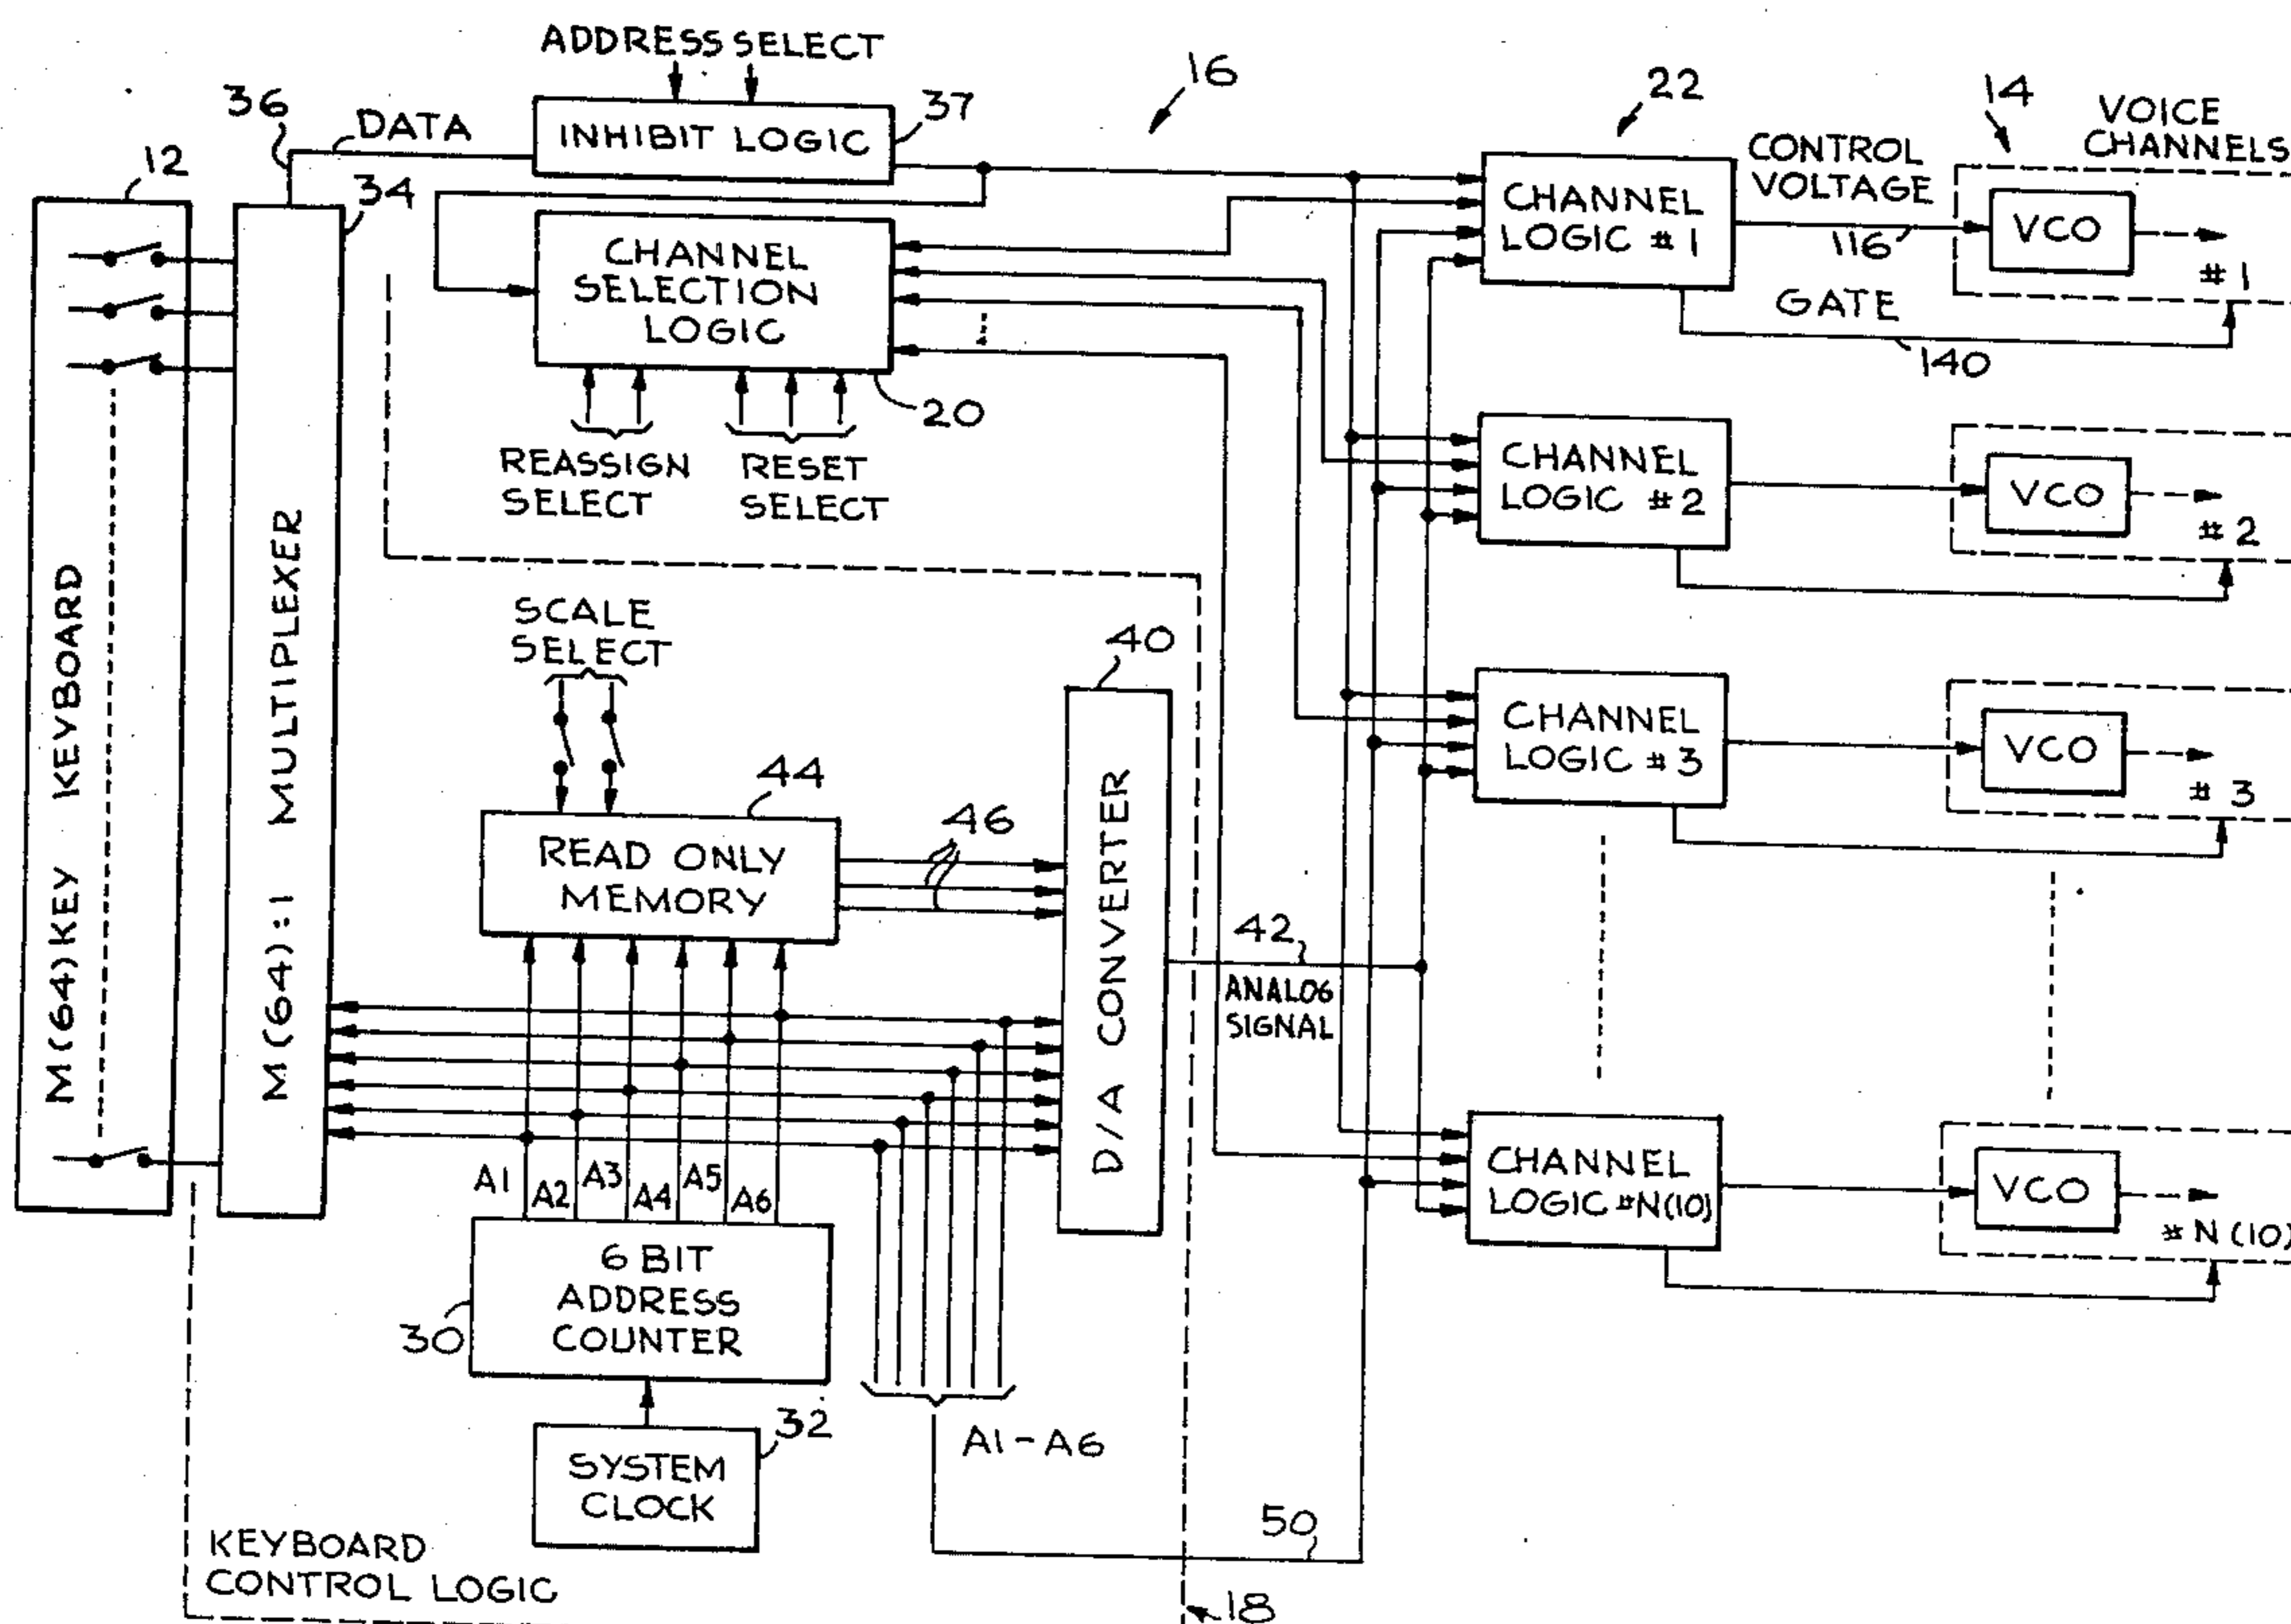 ADDRESS SELECT
16
22
14
VOICE
CHANNELS
36
DATA
INHIBIT LOGIC
37
CONTROL
VOLTAGE
12
34
CHANNEL
LOGIC #1
116
VCO
#1
CHANNEL
SELECTION
LOGIC
GATE
140
20
REASSIGN
SELECT
RESET
SELECT
CHANNEL
LOGIC #2
VCO
#2
SCALE
SELECT
40
CHANNEL
LOGIC #3
VCO
#3
M(64) KEY KEYBOARD
M(64):1 MULTIPLEXER
44
READ ONLY
MEMORY
46
D/A CONVERTER
42
ANALOG
SIGNAL
A1
A2
A3
A4
A5
A6
CHANNEL
LOGIC #N(10)
VCO
#N(10)
6 BIT
ADDRESS
COUNTER
30
32
A1-A6
SYSTEM
CLOCK
50
KEYBOARD
CONTROL LOGIC
18